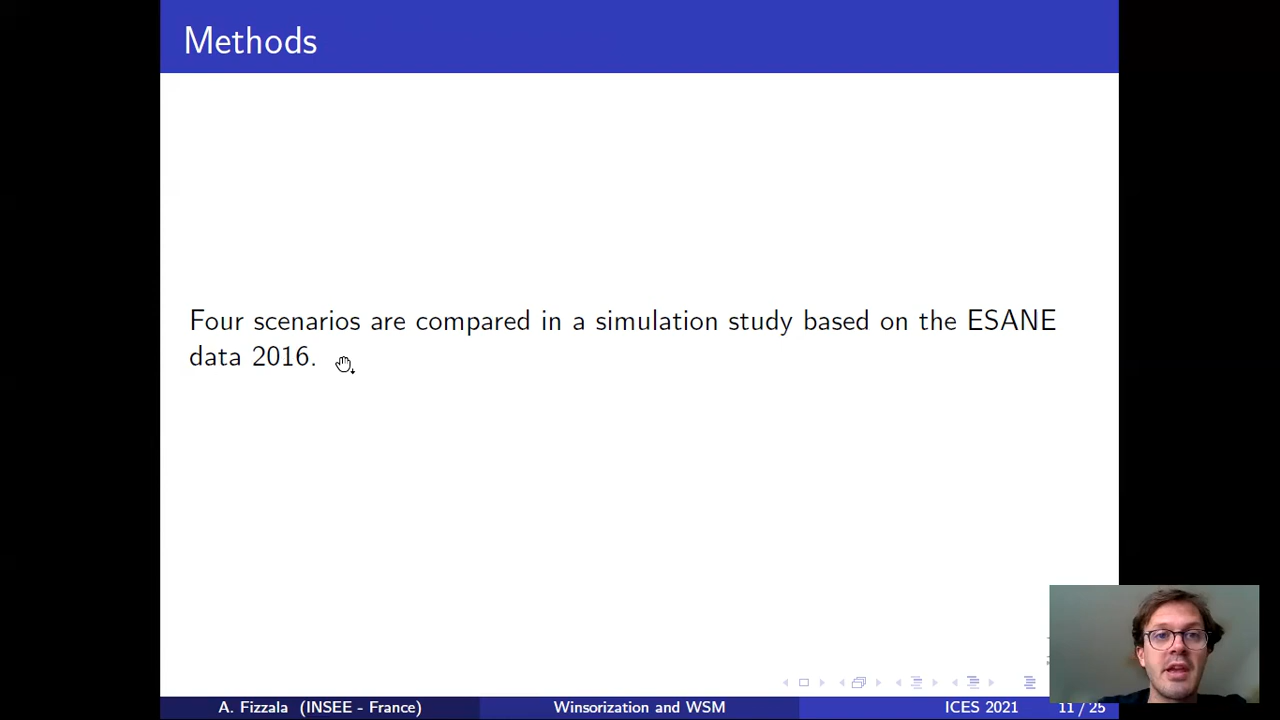 Methods
Four scenarios are compared in a simulation study based on the ESANE
data 2016.
A. Fizzala (INSEE - France) Winsorization and WSM ICES 2021 11 / 25